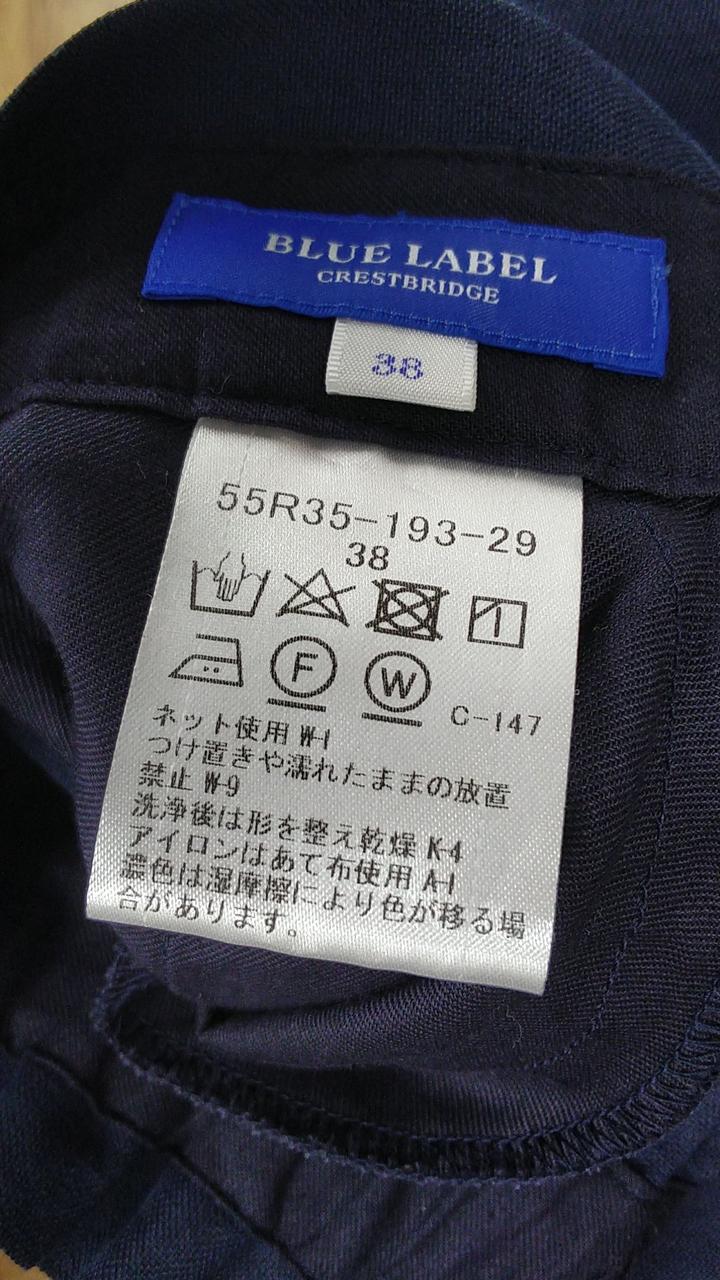 BLUE LABEL
CRESTBRIDGE
38
55R35-193-29
38
F W C-147
ネット使用 W-1
つけ置きや濡れたままの放置
禁止 W-9
洗浄後は形を整え乾燥 K-4
アイロンはあて布使用 A-1
濃色は湿摩擦により色が移る場
合があります。